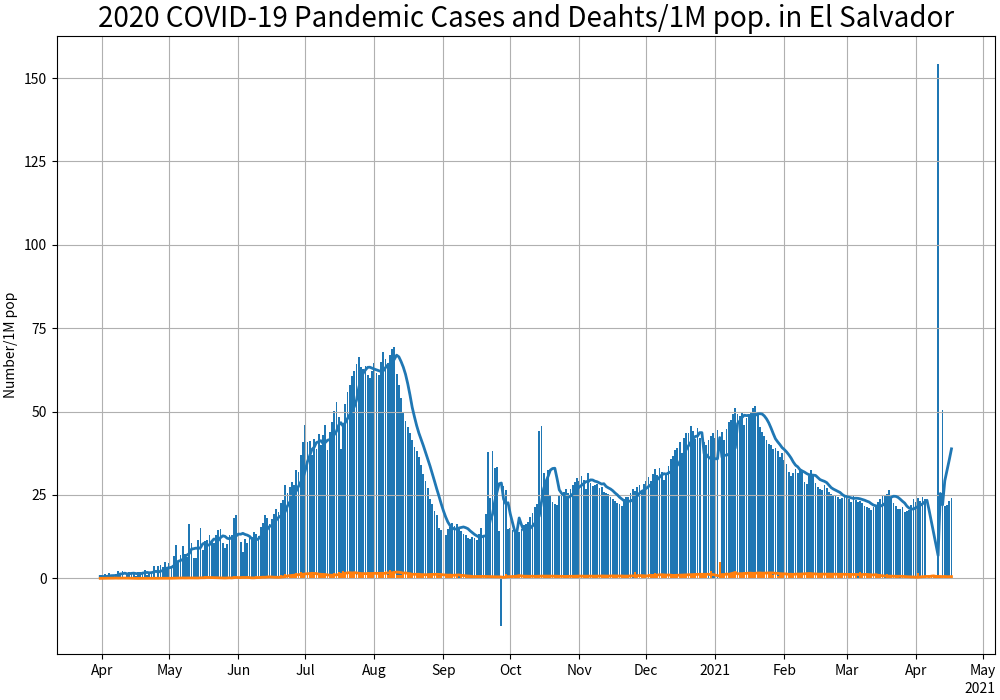 2020 COVID-19 Pandemic Cases and Deahts/1M pop. in El Salvador
Number/1M pop
150
125
100
75
50
25
0
Apr May Jun Jul Aug Sep Oct Nov Dec 2021 Feb Mar Apr May
2021